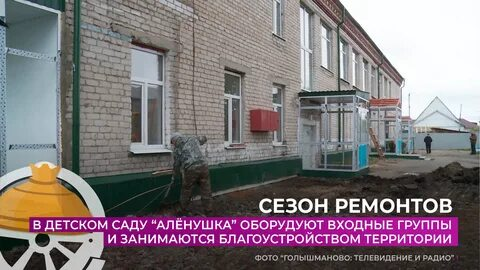 СЕЗОН РЕМОНТОВ
В ДЕТСКОМ САДУ “АЛЁНУШКА” ОБОРУДУЮТ ВХОДНЫЕ ГРУППЫ
И ЗАНИМАЮТСЯ БЛАГОУСТРОЙСТВОМ ТЕРРИТОРИИ
ФОТО “ГОЛЫШМАНОВО: ТЕЛЕВИДЕНИЕ И РАДИО”